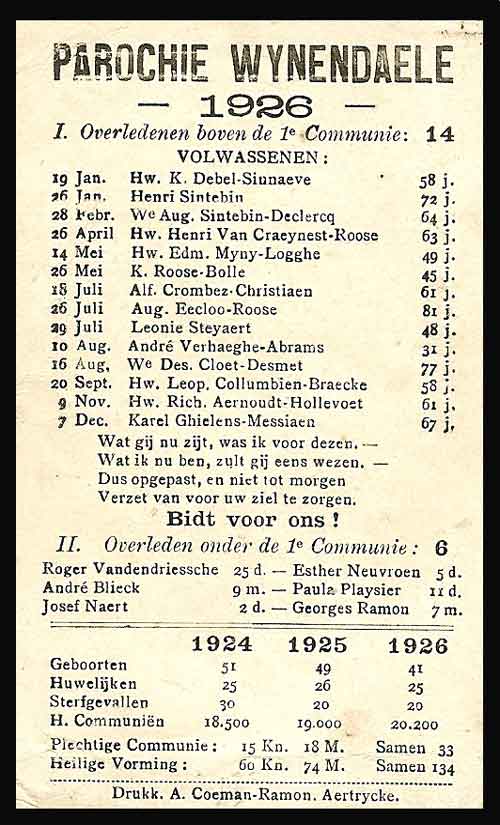 PAROCHIE WYNENDAELE
— 1926 —
I. Overledenen boven de 1e Communie: 14
VOLWASSENEN:
19 Jan. Hw. K. Debel-Sinnaeve 58 j.
26 Jan. Henri Sintebin 72 j.
28 Febr. We Aug. Sintebin-Declercq 64 j.
26 April Hw. Henri Van Craeynest-Roose 63 j.
14 Mei Hw. Edm. Myny-Logghe 49 j.
26 Mei K. Roose-Bolle 45 j.
18 Juli Alf. Crombez-Christiaen 61 j.
26 Juli Aug. Eecloo-Roose 81 j.
29 Juli Leonie Steyaert 48 j.
10 Aug. André Verhaeghe-Abrams 31 j.
16 Aug, We Des. Cloet-Desmet 77 j.
20 Sept. Hw. Leop. Collumbien-Braecke 58 j.
9 Nov. Hw. Rich. Aernoudt-Hollevoet 61 j.
7 Dec. Karel Ghielens-Messiaen 67 j.
Wat gij nu zijt, was ik voor dezen. —
Wat ik nu ben, zult gij eens wezen. —
Dus opgepast, en niet tot morgen
Verzet van voor uw ziel te zorgen.
Bidt voor ons !
II. Overleden onder de 1e Communie : 6
Roger Vandendriessche 25 d. — Esther Neuvroen 5 d.
André Blieck 9 m. — Paula Playsier 11 d.
Josef Naert 2 d. — Georges Ramon 7 m.
1924 1925 1926
Geboorten 51 49 41
Huwelijken 25 26 25
Sterfgevallen 30 20 20
H. Communiën 18.500 19.000 20.200
Plechtige Communie : 15 Kn. 18 M. Samen 33
Heilige Vorming : 60 Kn. 74 M. Samen 134
Drukk. A. Coeman-Ramon. Aertrycke.